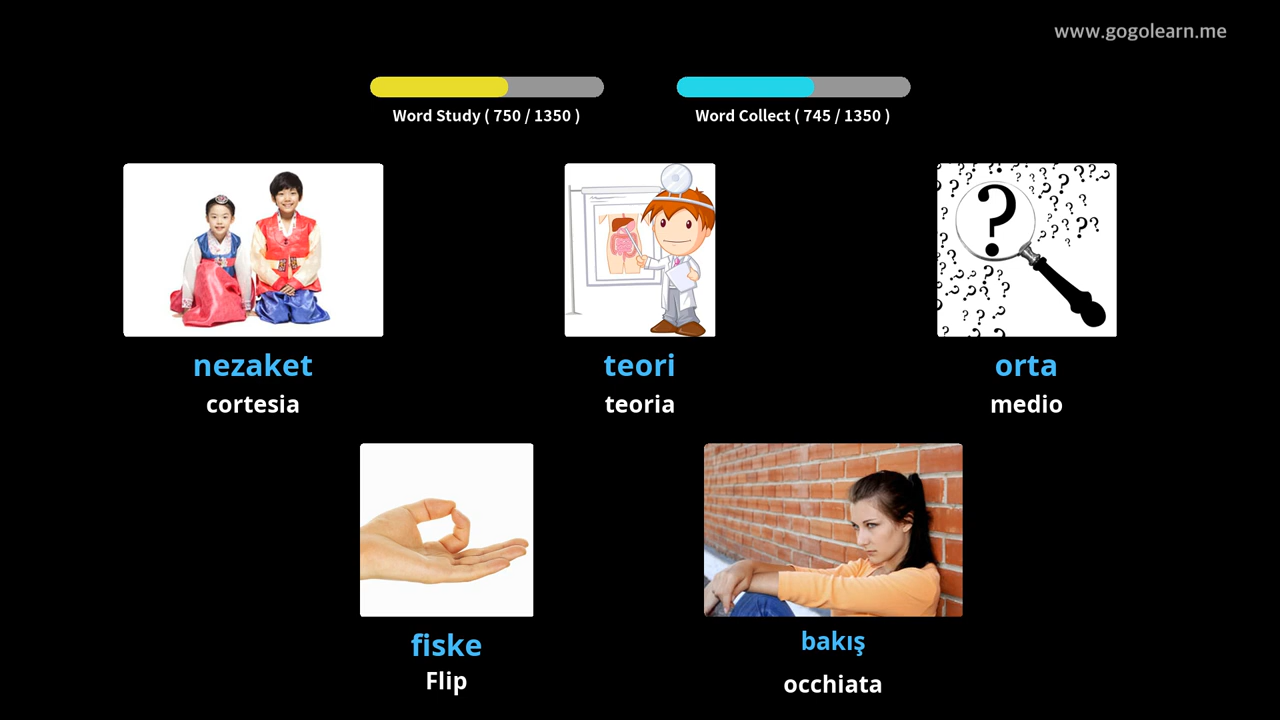 www.gogolearn.me
Word Study ( 750 / 1350 )
Word Collect ( 745 / 1350 )
nezaket
cortesia
teori
teoria
orta
medio
fiske
Flip
bakış
occhiata